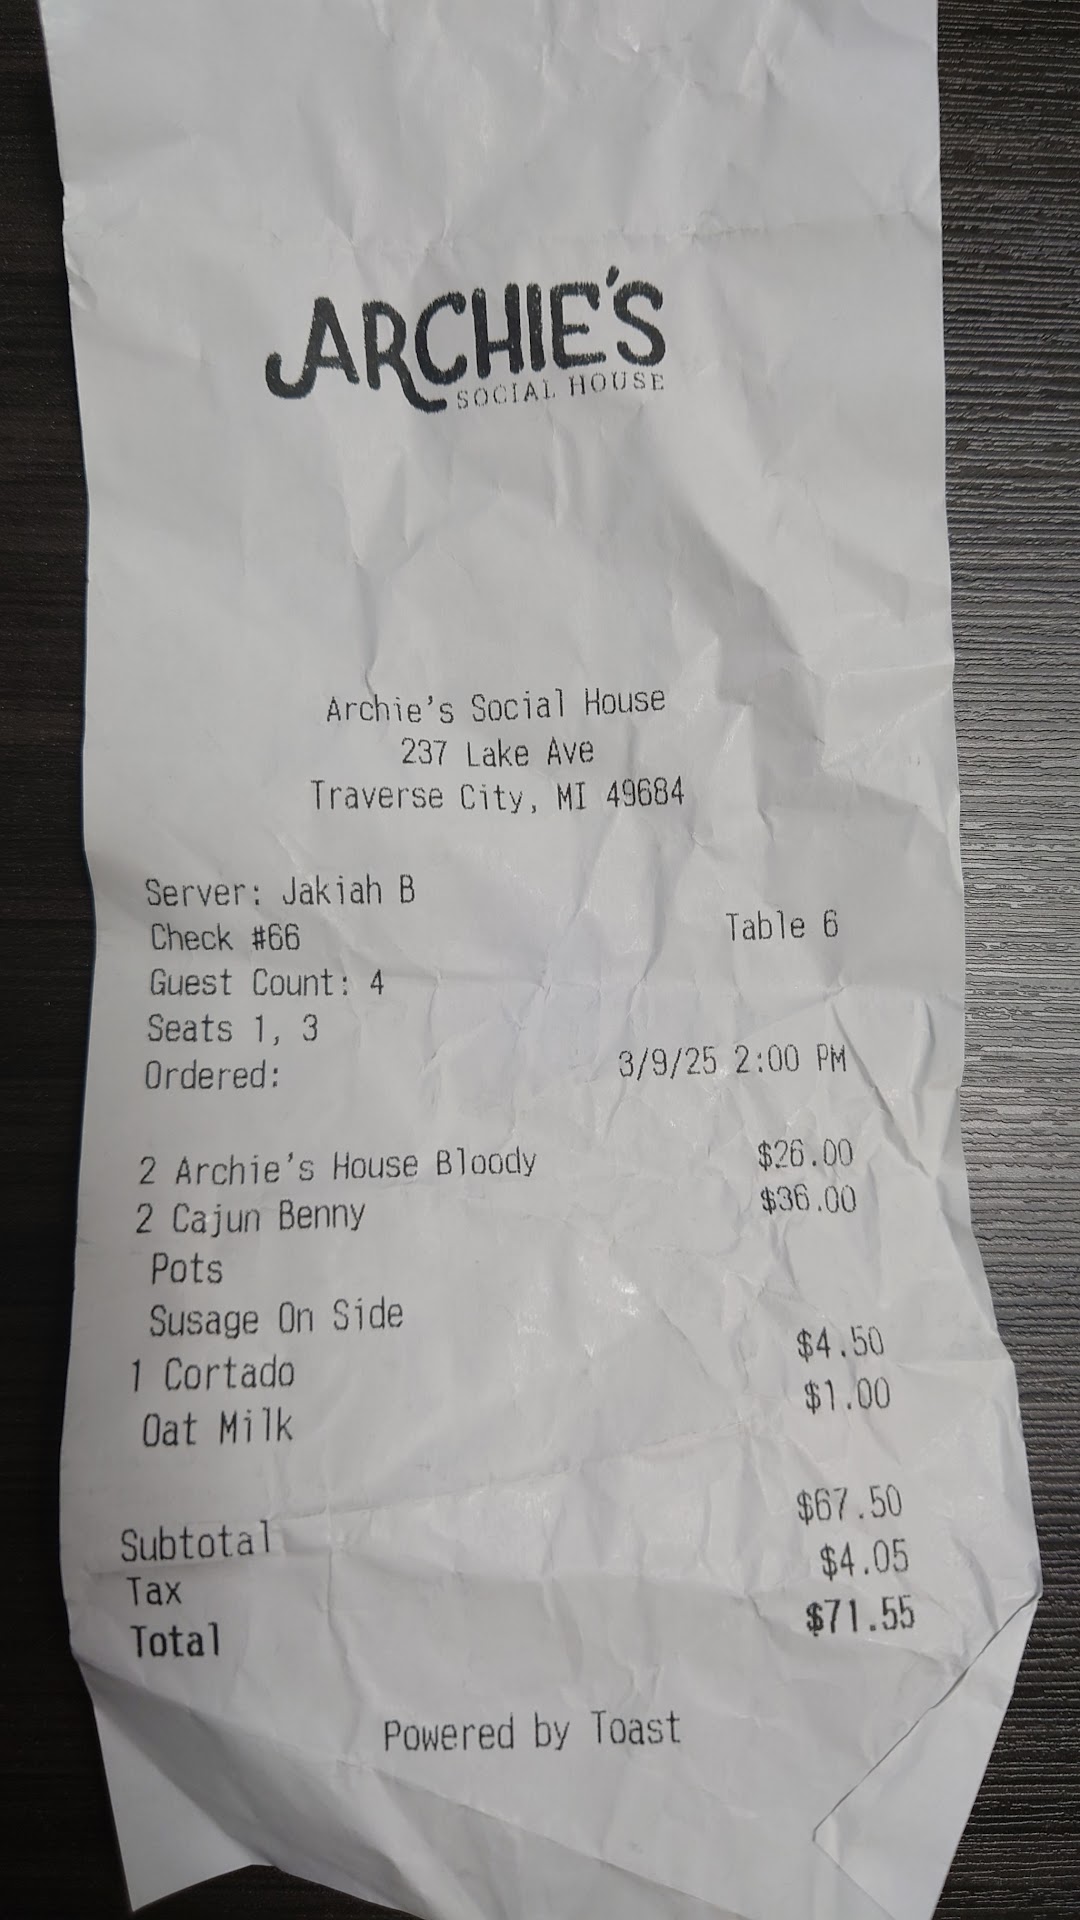 ARCHIE'S
SOCIAL HOUSE
Archie's Social House
237 Lake Ave
Traverse City, MI 49684
Server: Jakiah B
Check #66 Table 6
Guest Count: 4
Seats 1, 3
Ordered: 3/9/25 2:00 PM
2 Archie's House Bloody $26.00
2 Cajun Benny $36.00
Pots
Susage On Side
1 Cortado $4.50
Oat Milk $1.00
Subtotal $67.50
Tax $4.05
Total $71.55
Powered by Toast